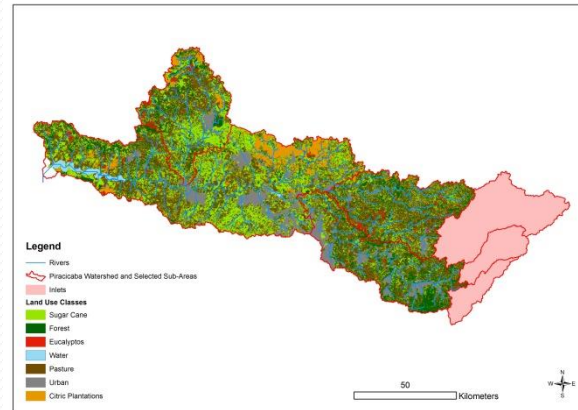 Legend
Rivers
Piracicaba Watershed and Selected Sub-Areas
Inlets
Land Use Classes
Sugar Cane
Forest
Eucalyptos
Water
Pasture
Urban
Citric Plantations
50
Kilometers
N
W E
S